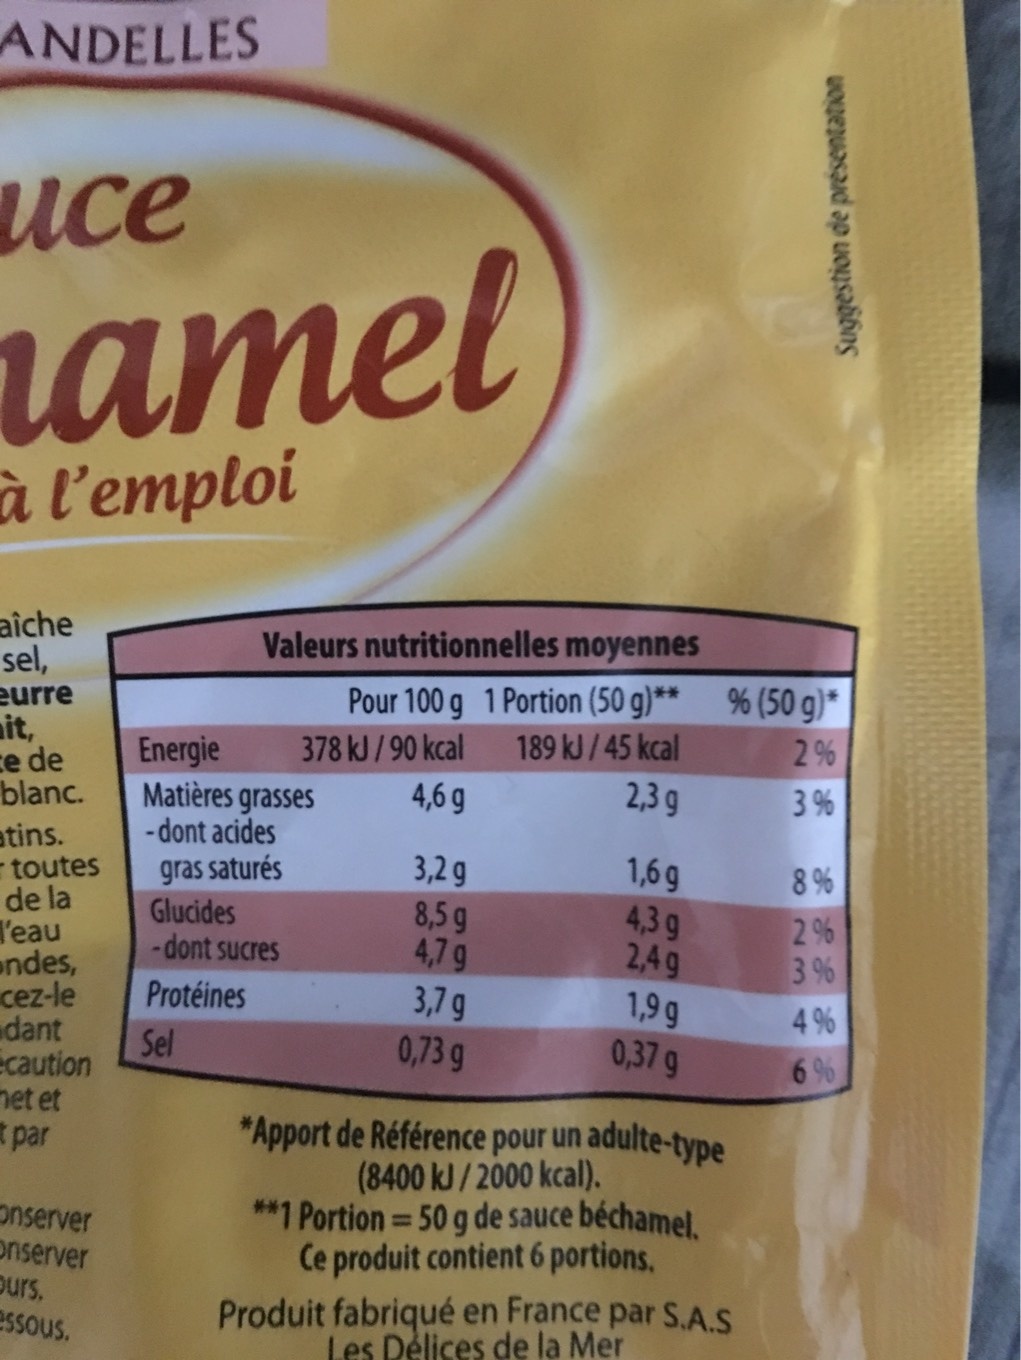 ANDELLES
uce
amel
à l'emploi
Suggestion de présentation
aîche
sel,
eurre
ait,
e de
blanc.
atins.
r toutes
de la
l'eau
ondes,
cez-le
dant
écaution
het et
t par
onserver
onserver
ours.
essous.
Valeurs nutritionnelles moyennes
Pour 100 g 1 Portion (50 g)** % (50 g)*
Energie 378 kJ / 90 kcal 189 kJ / 45 kcal 2 %
Matières grasses 4,6 g 2,3 g 3 %
- dont acides
gras saturés 3,2 g 1,6 g 8 %
Glucides 8,5 g 4,3 g 2 %
- dont sucres 4,7 g 2,4 g 3 %
Protéines 3,7 g 1,9 g 4 %
Sel 0,73 g 0,37 g 6 %
*Apport de Référence pour un adulte-type
(8400 kJ / 2000 kcal).
**1 Portion = 50 g de sauce béchamel.
Ce produit contient 6 portions.
Produit fabriqué en France par S.A.S
Les Délices de la Mer